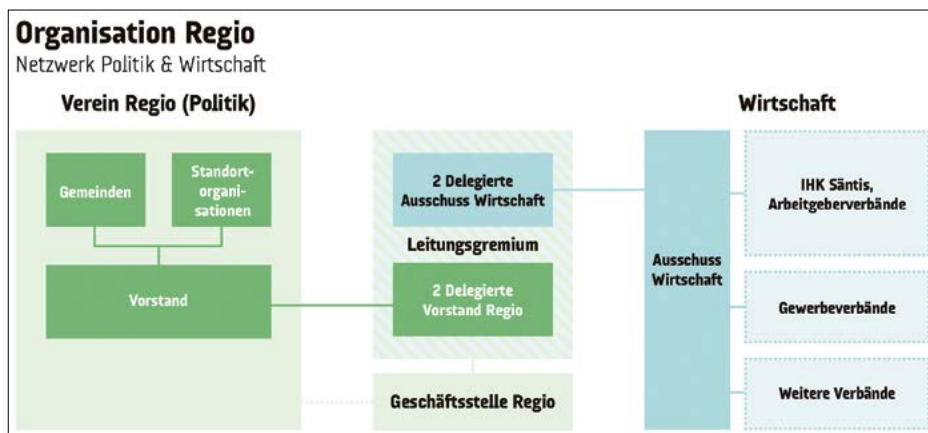 Organisation Regio
Netzwerk Politik & Wirtschaft
Verein Regio (Politik)
Wirtschaft
Gemeinden
Standort-
organi-
sationen
Vorstand
2 Delegierte
Ausschuss Wirtschaft
Leitungsgremium
2 Delegierte
Vorstand Regio
Geschäftsstelle Regio
Ausschuss
Wirtschaft
IHK Säntis,
Arbeitgeberverbände
Gewerbeverbände
Weitere Verbände